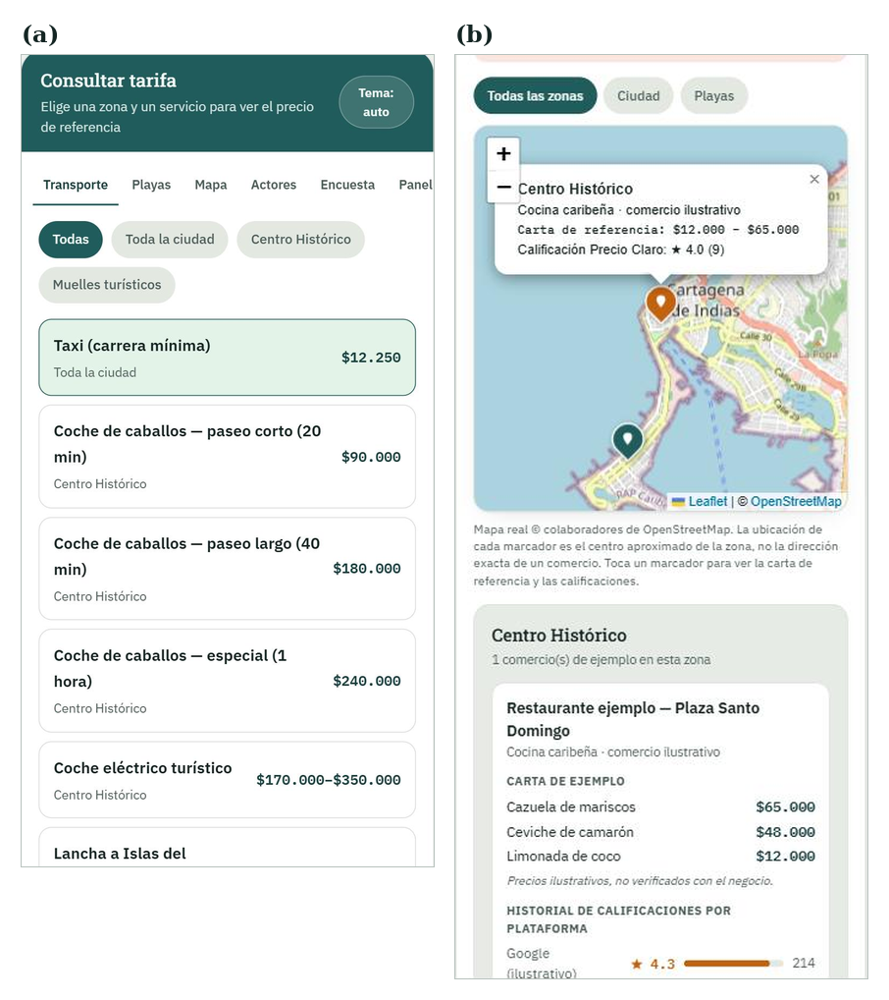 (a)
Consultar tarifa
Elige una zona y un servicio para ver el precio
de referencia
Tema:
auto
Transporte Playas Mapa Actores Encuesta Panel
Todas Toda la ciudad Centro Histórico
Muelles turísticos
Taxi (carrera mínima)
Toda la ciudad
$12.250
Coche de caballos — paseo corto (20
min)
Centro Histórico
$90.000
Coche de caballos — paseo largo (40
min)
Centro Histórico
$180.000
Coche de caballos — especial (1
hora)
Centro Histórico
$240.000
Coche eléctrico turístico
Centro Histórico
$170.000–$350.000
Lancha a Islas del
(b)
Todas las zonas Ciudad Playas
+
−
Centro Histórico
×
Cocina caribeña · comercio ilustrativo
Carta de referencia: $12.000 – $65.000
Calificación Precio Claro: ★ 4.0 (9)
01
Cartagena
de Indias
Calle 30
La Popa
Calle 29B
Calle 29
Leaflet | © OpenStreetMap
Mapa real © colaboradores de OpenStreetMap. La ubicación de
cada marcador es el centro aproximado de la zona, no la dirección
exacta de un comercio. Toca un marcador para ver la carta de
referencia y las calificaciones.
Centro Histórico
1 comercio(s) de ejemplo en esta zona
Restaurante ejemplo — Plaza Santo
Domingo
Cocina caribeña · comercio ilustrativo
CARTA DE EJEMPLO
Cazuela de mariscos $65.000
Ceviche de camarón $48.000
Limonada de coco $12.000
Precios ilustrativos, no verificados con el negocio.
HISTORIAL DE CALIFICACIONES POR
PLATAFORMA
Google
(ilustrativo)
★ 4.3 214